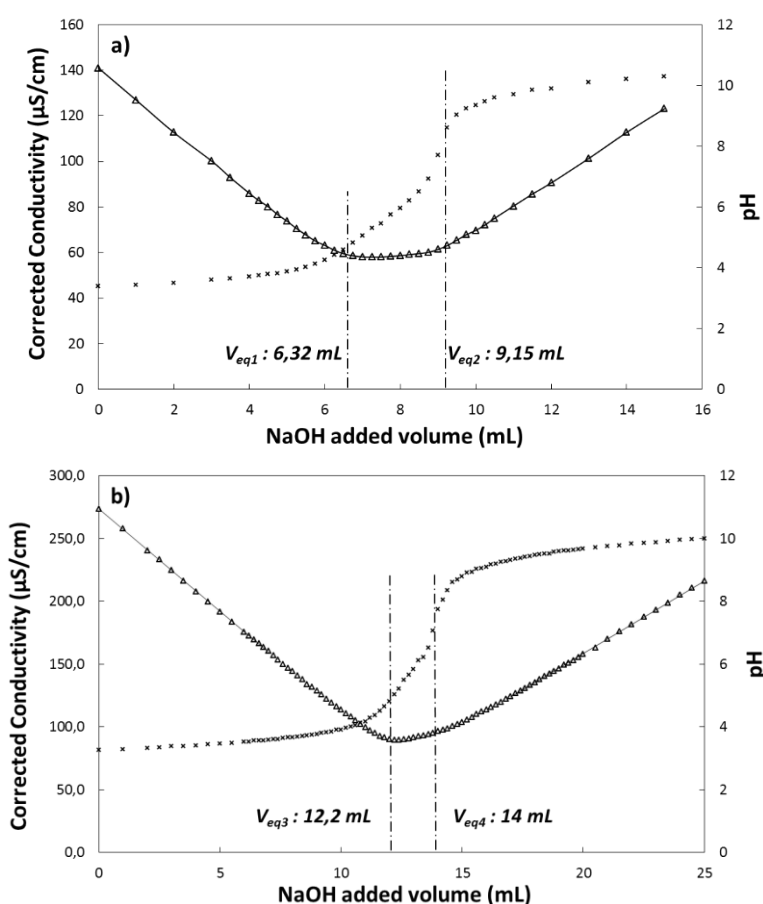 a)
Corrected Conductivity (µS/cm)
160
140
120
100
80
60
40
20
0
12
10
8
6
4
2
0
pH
V eq1 : 6,32 mL
V eq2 : 9,15 mL
0 2 4 6 8 10 12 14 16
NaOH added volume (mL)
b)
Corrected Conductivity (µS/cm)
300,0
250,0
200,0
150,0
100,0
50,0
0,0
12
10
8
6
4
2
0
pH
V eq3 : 12,2 mL
V eq4 : 14 mL
0 5 10 15 20 25
NaOH added volume (mL)